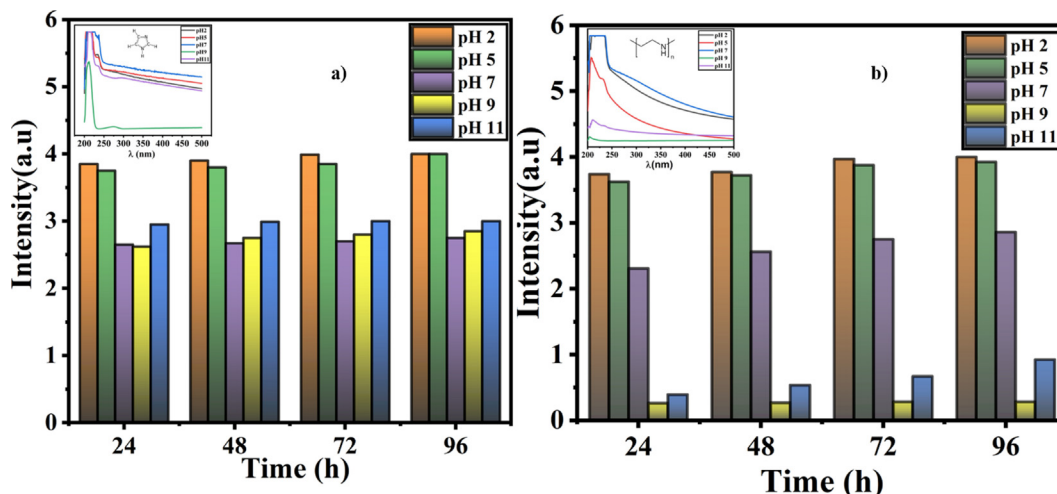 a)
Intensity(a.u)
6
5
4
3
2
1
0
24
48
72
96
Time (h)
pH 2
pH 5
pH 7
pH 9
pH 11
pH2
pH5
pH7
pH9
pH11
H
N
H
H
N
H
200 250 300 350 400 450 500
λ (nm)
b)
Intensity(a.u)
6
5
4
3
2
1
0
24
48
72
96
Time (h)
pH 2
pH 5
pH 7
pH 9
pH 11
pH 2
pH 5
pH 7
pH 9
pH 11
N
H
n
200 250 300 350 400 450 500
λ(nm)